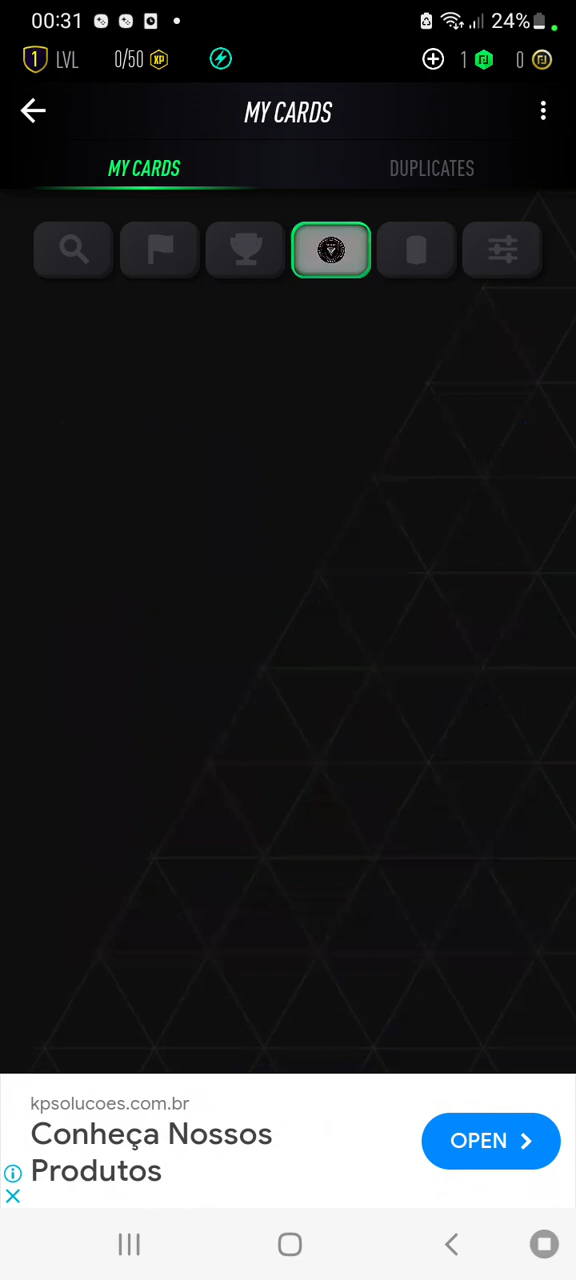 00:31 24%
1 LVL 0/50 XP 1 0
MY CARDS
MY CARDS DUPLICATES
kpsolucoes.com.br
Conheça Nossos
Produtos
OPEN